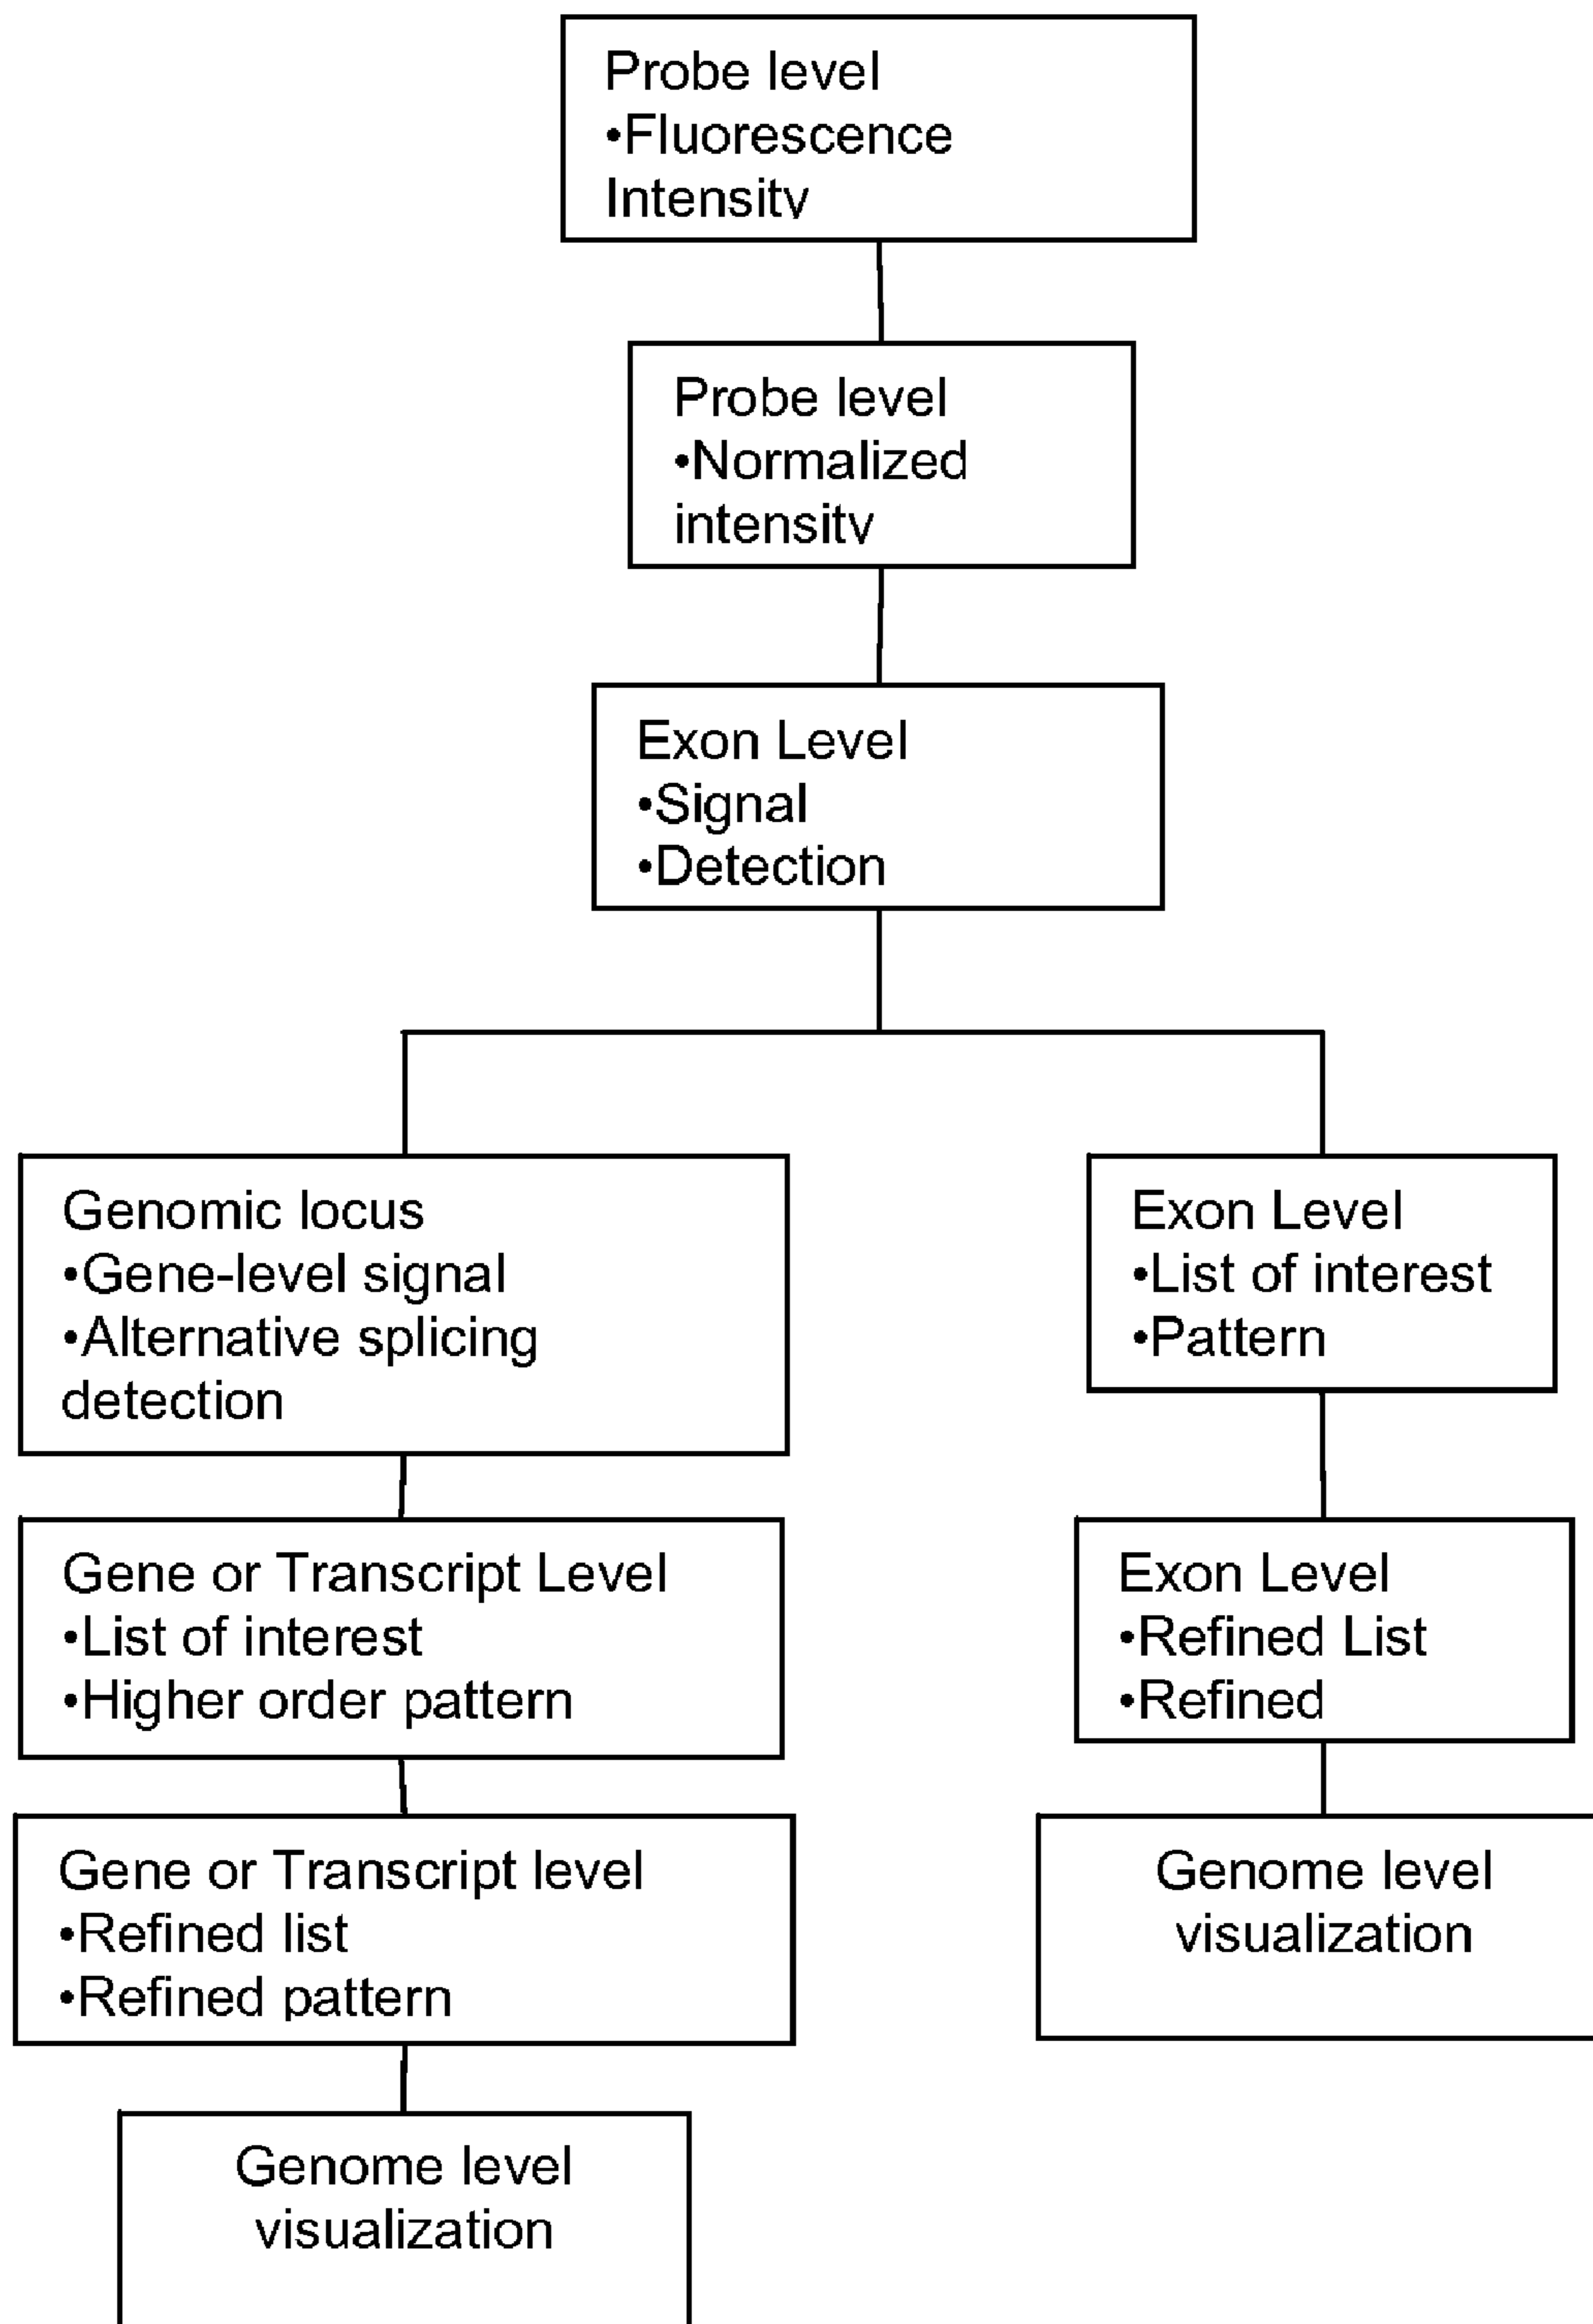 Probe level
•Fluorescence
Intensity
Probe level
•Normalized
intensity
Exon Level
•Signal
•Detection
Genomic locus
•Gene-level signal
•Alternative splicing
detection
Exon Level
•List of interest
•Pattern
Gene or Transcript Level
•List of interest
•Higher order pattern
Exon Level
•Refined List
•Refined
Gene or Transcript level
•Refined list
•Refined pattern
Genome level
visualization
Genome level
visualization